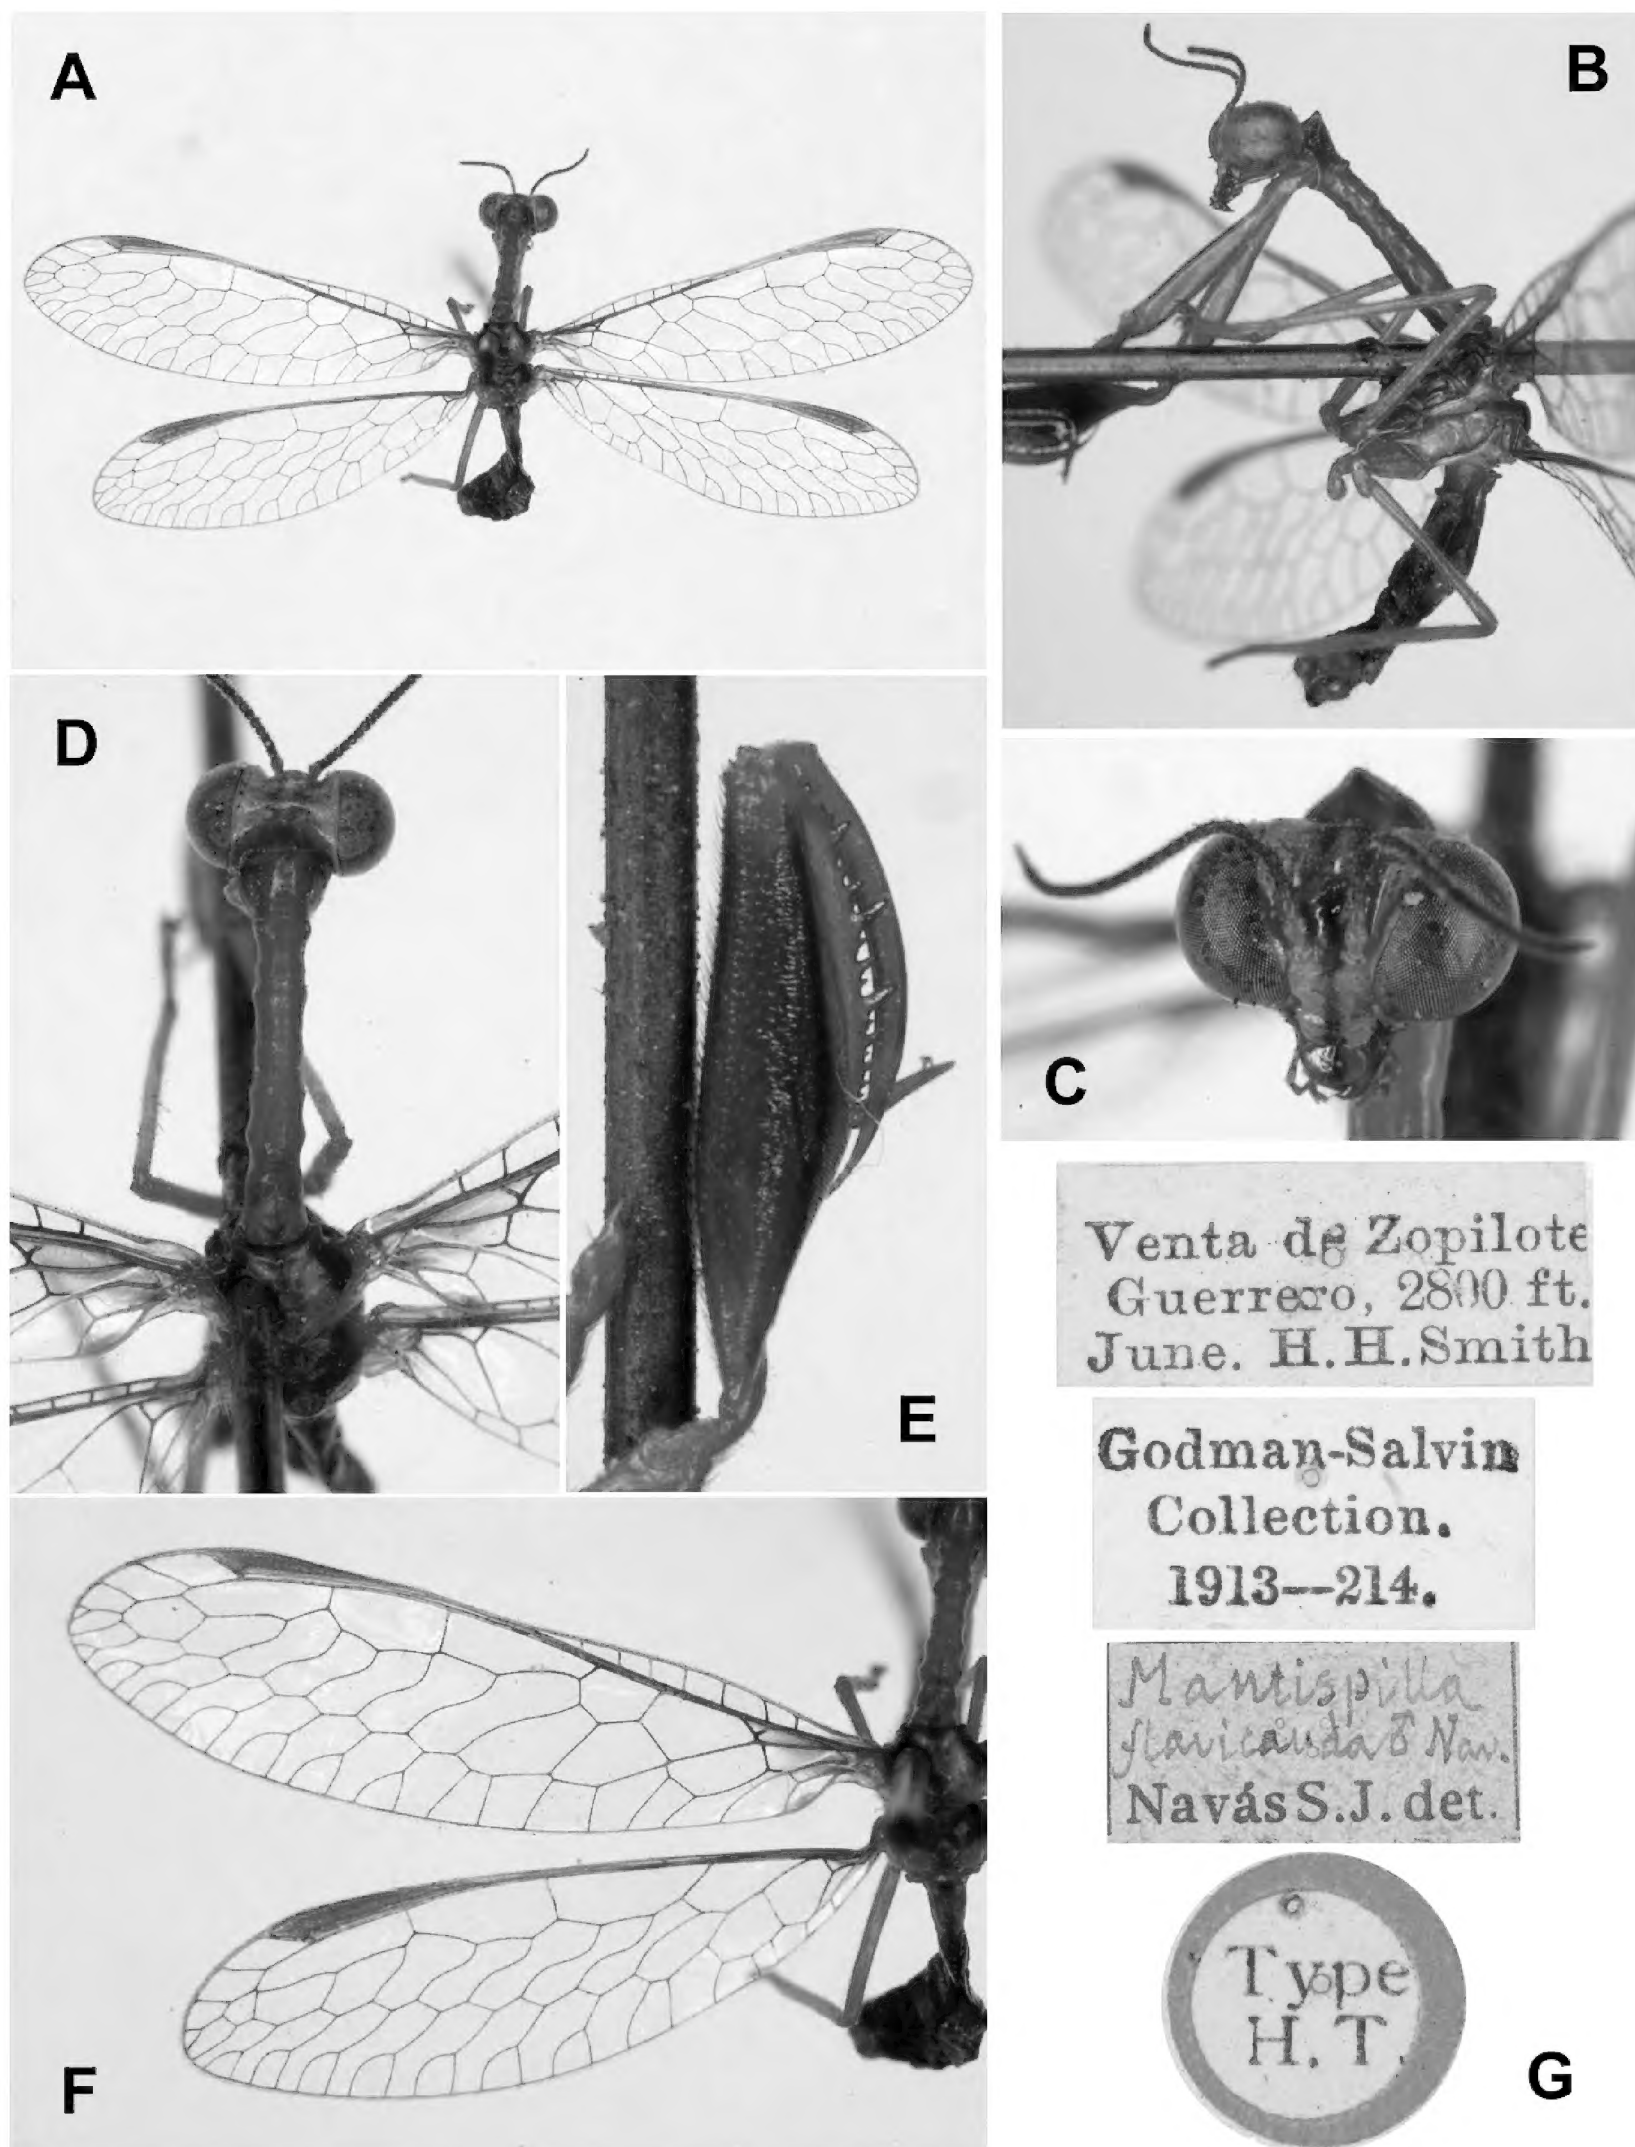 A
B
D
E
C
Venta de Zopilote
Guerrero, 2800 ft.
June. H. H. Smith
Godman-Salvin
Collection.
1913—214.
Mantispilla
flavicauda ♂ Nav.
Navás S. J. det.
Type
H. T.
F
G